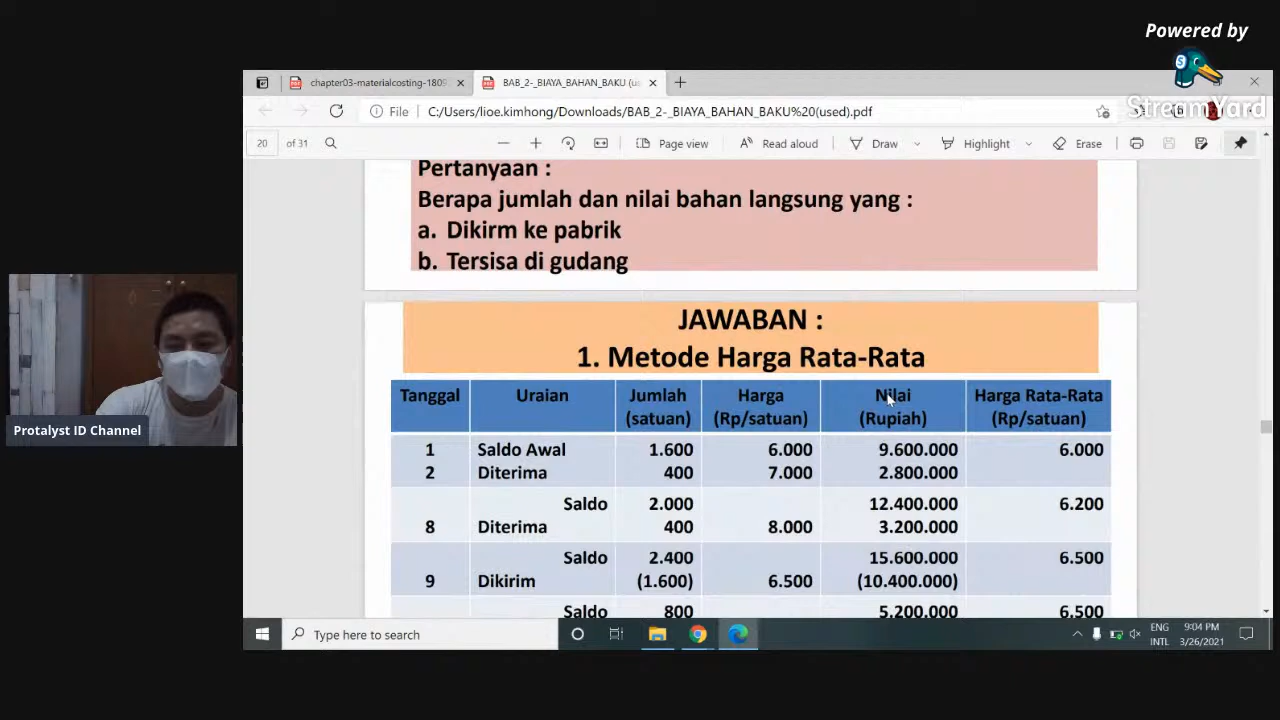 Powered by
StreamYard
chapter03-materialcosting-1809
BAB_2-_BIAYA_BAHAN_BAKU (us
File
C:/Users/lioe.kimhong/Downloads/BAB_2-_BIAYA_BAHAN_BAKU%20(used).pdf
20 of 31
Page view
Read aloud
Draw
Highlight
Erase
Pertanyaan :
Berapa jumlah dan nilai bahan langsung yang :
a. Dikirm ke pabrik
b. Tersisa di gudang
JAWABAN :
1. Metode Harga Rata-Rata
Tanggal Uraian Jumlah (satuan) Harga (Rp/satuan) Nilai (Rupiah) Harga Rata-Rata (Rp/satuan)
1 Saldo Awal 1.600 6.000 9.600.000 6.000
2 Diterima 400 7.000 2.800.000
Saldo 2.000 12.400.000 6.200
8 Diterima 400 8.000 3.200.000
Saldo 2.400 15.600.000 6.500
9 Dikirim (1.600) 6.500 (10.400.000)
Saldo 800 5.200.000 6.500
Protalyst ID Channel
Type here to search
ENG
INTL
9:04 PM
3/26/2021